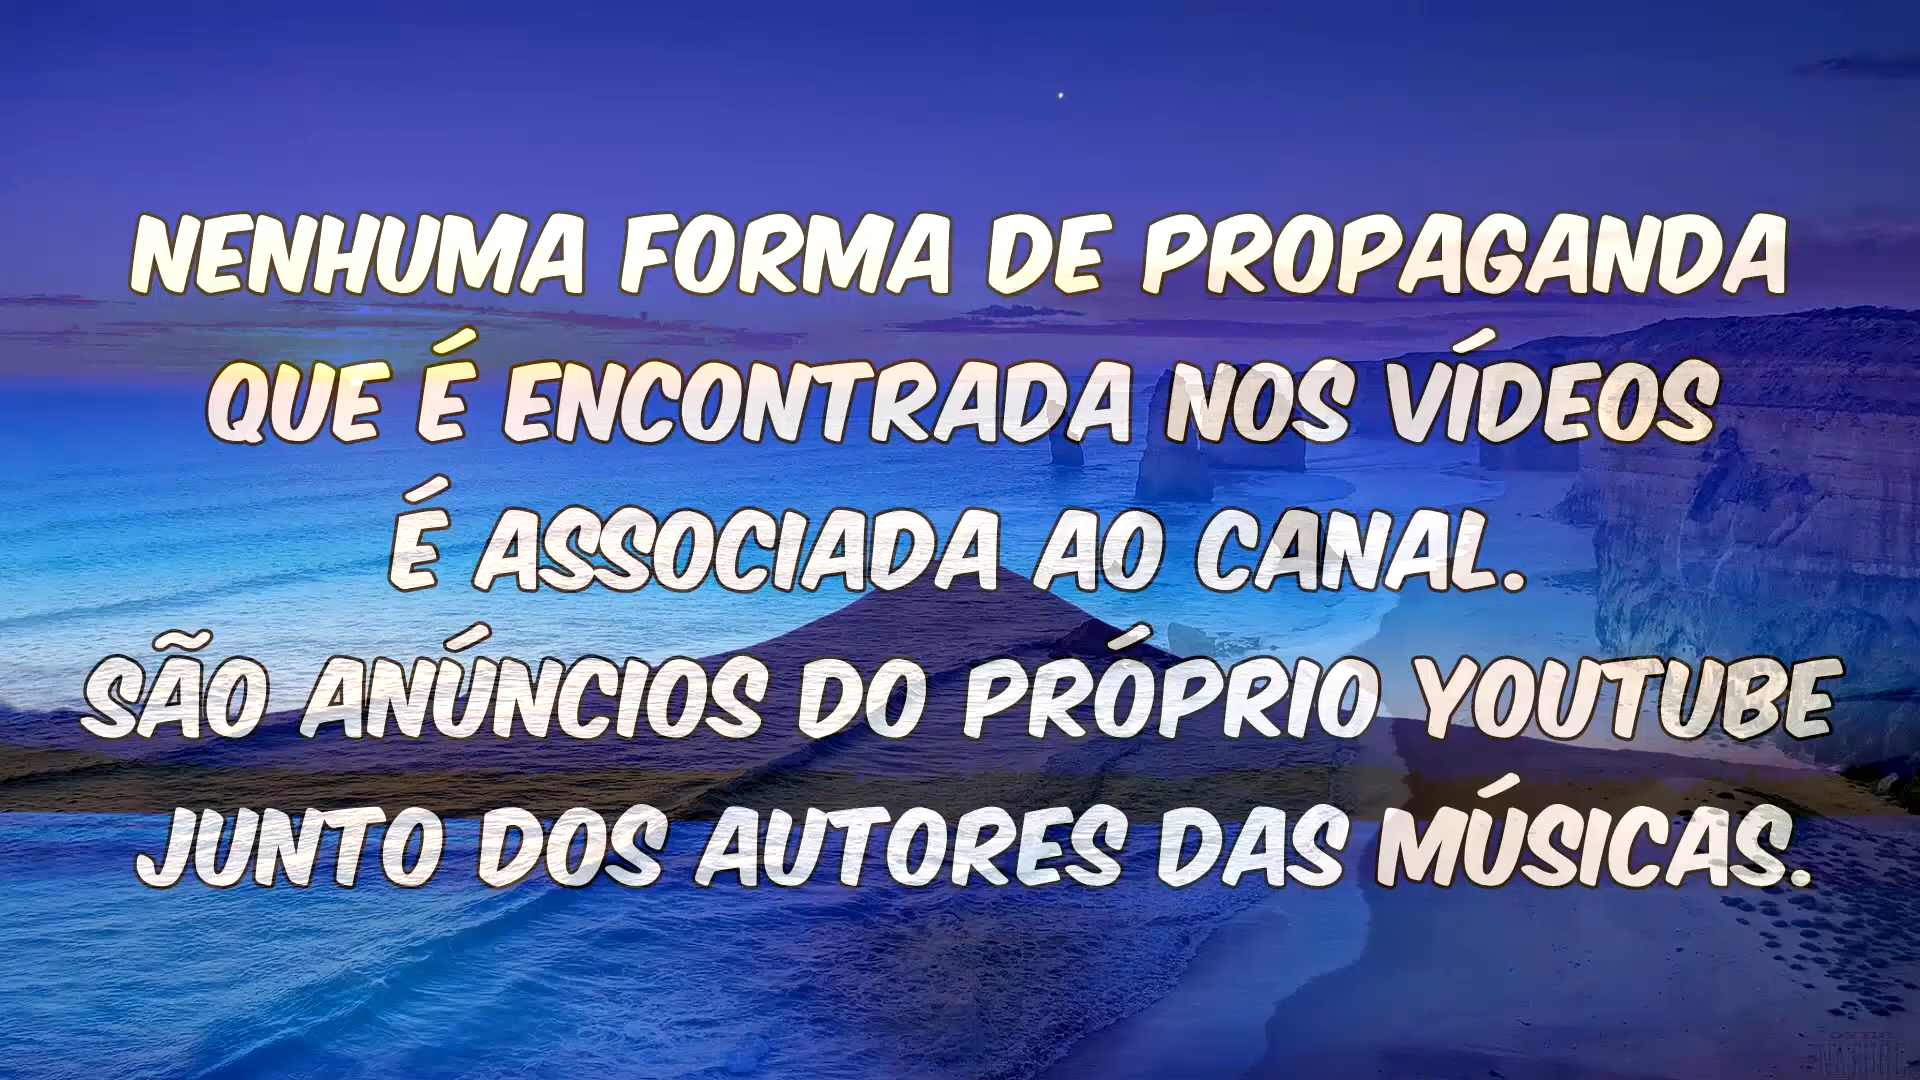 NENHUMA FORMA DE PROPAGANDA
QUE É ENCONTRADA NOS VÍDEOS
É ASSOCIADA AO CANAL.
SÃO ANÚNCIOS DO PRÓPRIO YOUTUBE
JUNTO DOS AUTORES DAS MÚSICAS.